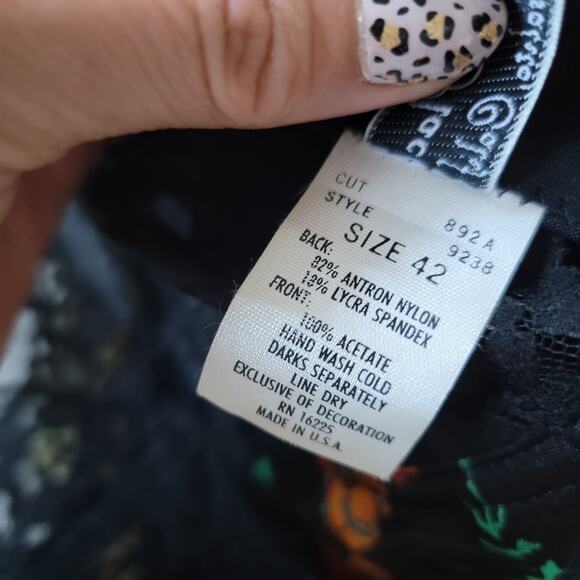 CUT 892A
STYLE 9238
SIZE 42
BACK:
82% ANTRON NYLON
18% LYCRA SPANDEX
FRONT:
100% ACETATE
HAND WASH COLD
DARKS SEPARATELY
LINE DRY
EXCLUSIVE OF DECORATION
RN 16225
MADE IN U.S.A.